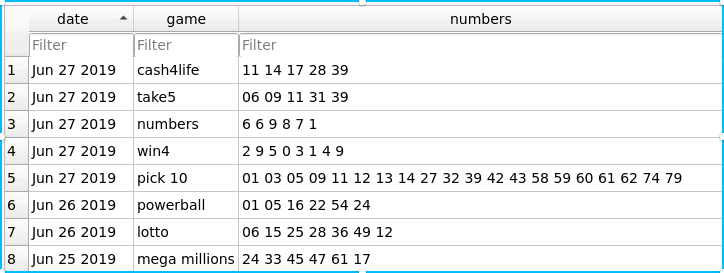 date game numbers
Filter Filter Filter
1 Jun 27 2019 cash4life 11 14 17 28 39
2 Jun 27 2019 take5 06 09 11 31 39
3 Jun 27 2019 numbers 6 6 9 8 7 1
4 Jun 27 2019 win4 2 9 5 0 3 1 4 9
5 Jun 27 2019 pick 10 01 03 05 09 11 12 13 14 27 32 39 42 43 58 59 60 61 62 74 79
6 Jun 26 2019 powerball 01 05 16 22 54 24
7 Jun 26 2019 lotto 06 15 25 28 36 49 12
8 Jun 25 2019 mega millions 24 33 45 47 61 17